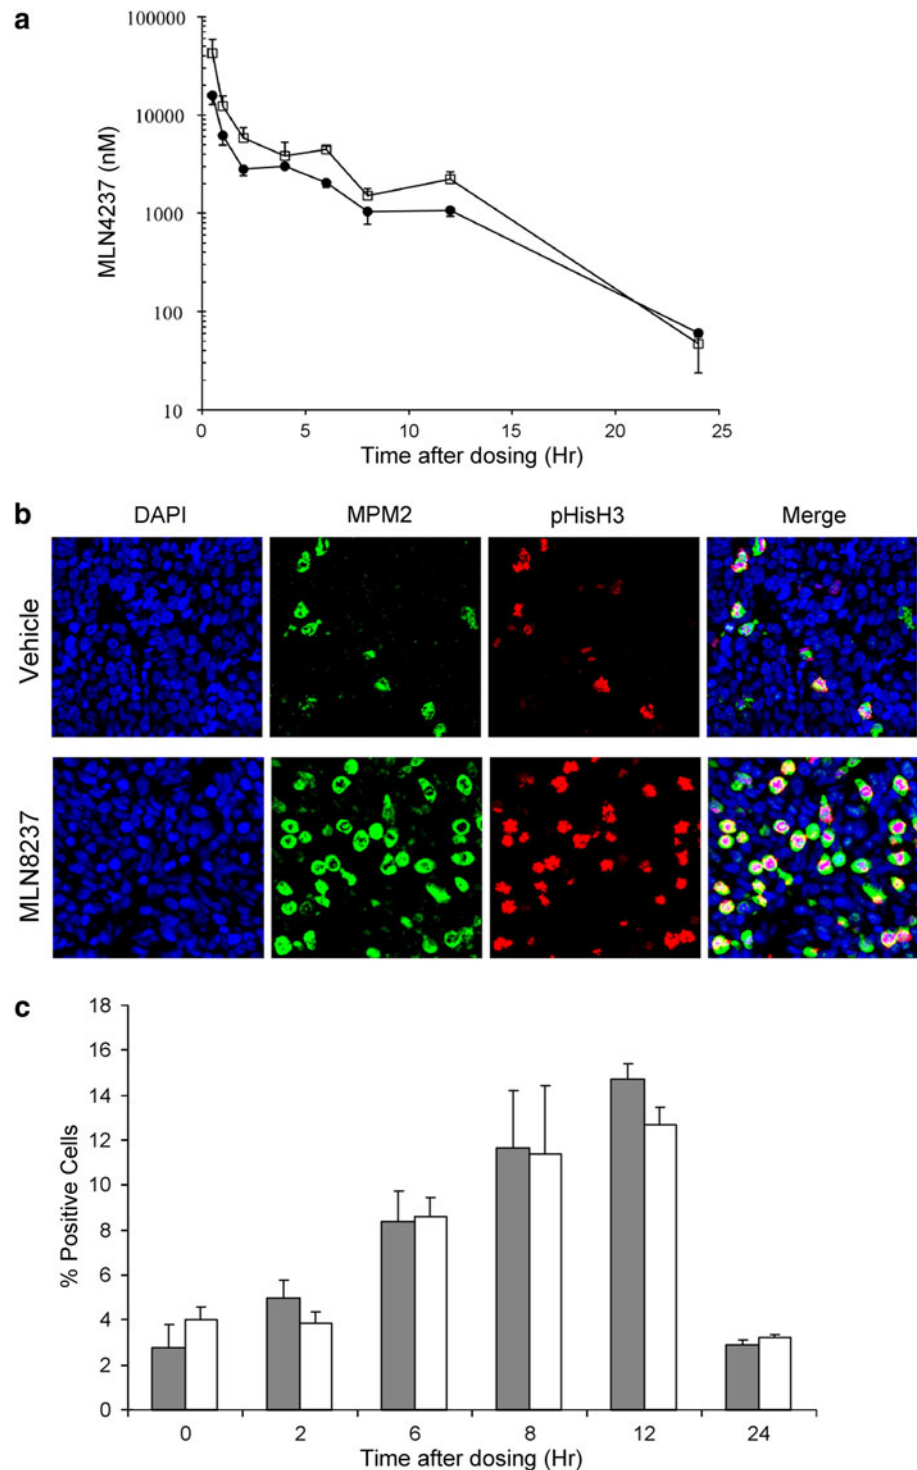 a
100000
10000
1000
100
10
MLN4237 (nM)
0 5 10 15 20 25
Time after dosing (Hr)
b
DAPI MPM2 pHisH3 Merge
Vehicle
MLN8237
c
18
16
14
12
10
8
6
4
2
0
% Positive Cells
0 2 6 8 12 24
Time after dosing (Hr)